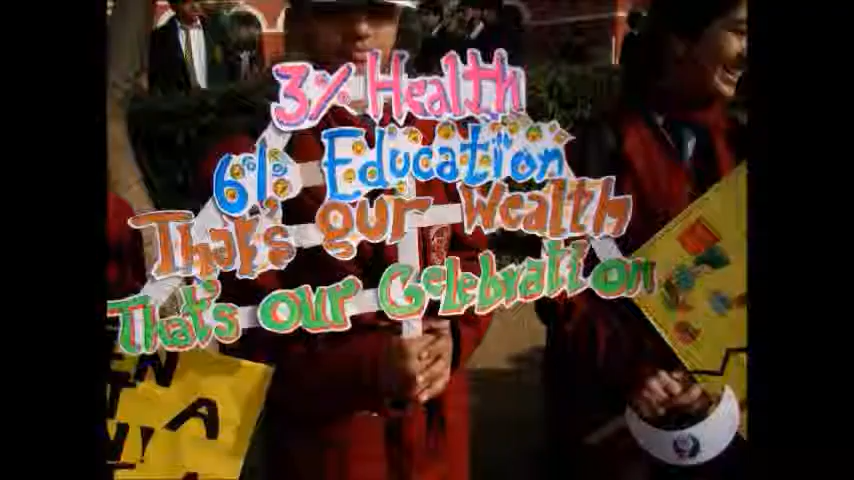 3% Health
6% Education
That's our Wealth
That's our Celebration